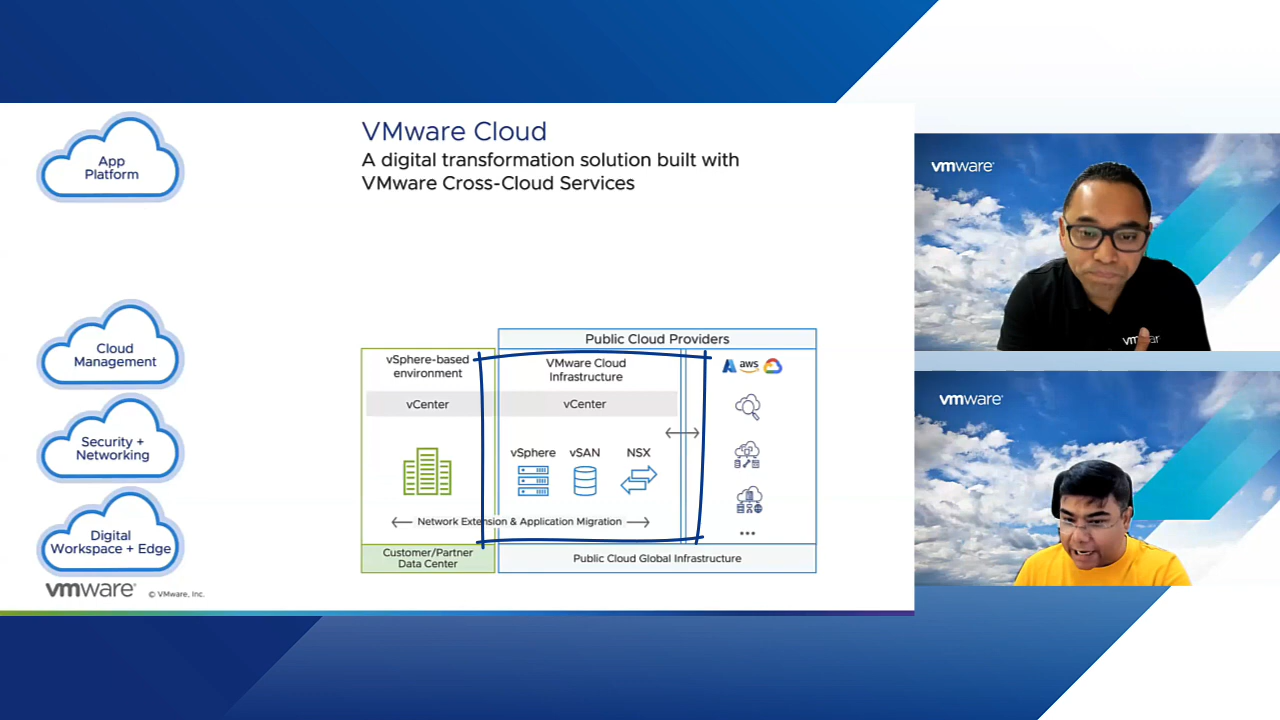 App
Platform
Cloud
Management
Security +
Networking
Digital
Workspace + Edge
vmware®
© VMware, Inc.
VMware Cloud
A digital transformation solution built with
VMware Cross-Cloud Services
Public Cloud Providers
vSphere-based
environment
VMware Cloud
Infrastructure
aws
vCenter
vCenter
vSphere
vSAN
NSX
Network Extension & Application Migration
Customer/Partner
Data Center
Public Cloud Global Infrastructure
vmware®
vmware®